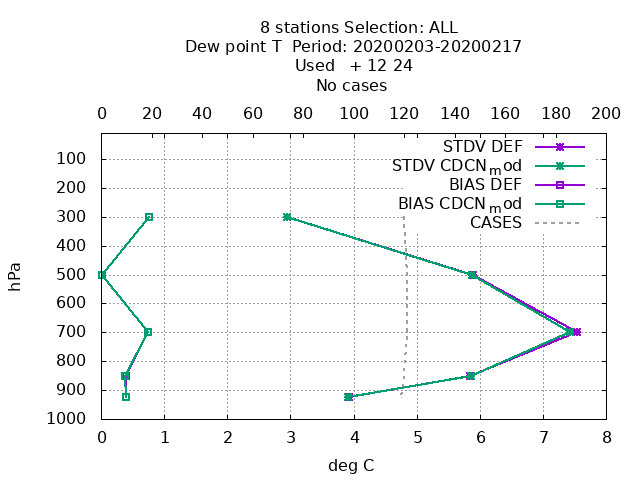 8 stations Selection: ALL
Dew point T  Period: 20200203-20200217
Used   + 12 24
No cases
0 20 40 60 80 100 120 140 160 180 200
STDV DEF
STDV CDCN_mod
BIAS DEF
BIAS CDCN_mod
CASES
100
200
300
400
500
600
700
800
900
1000
hPa
0 1 2 3 4 5 6 7 8
deg C